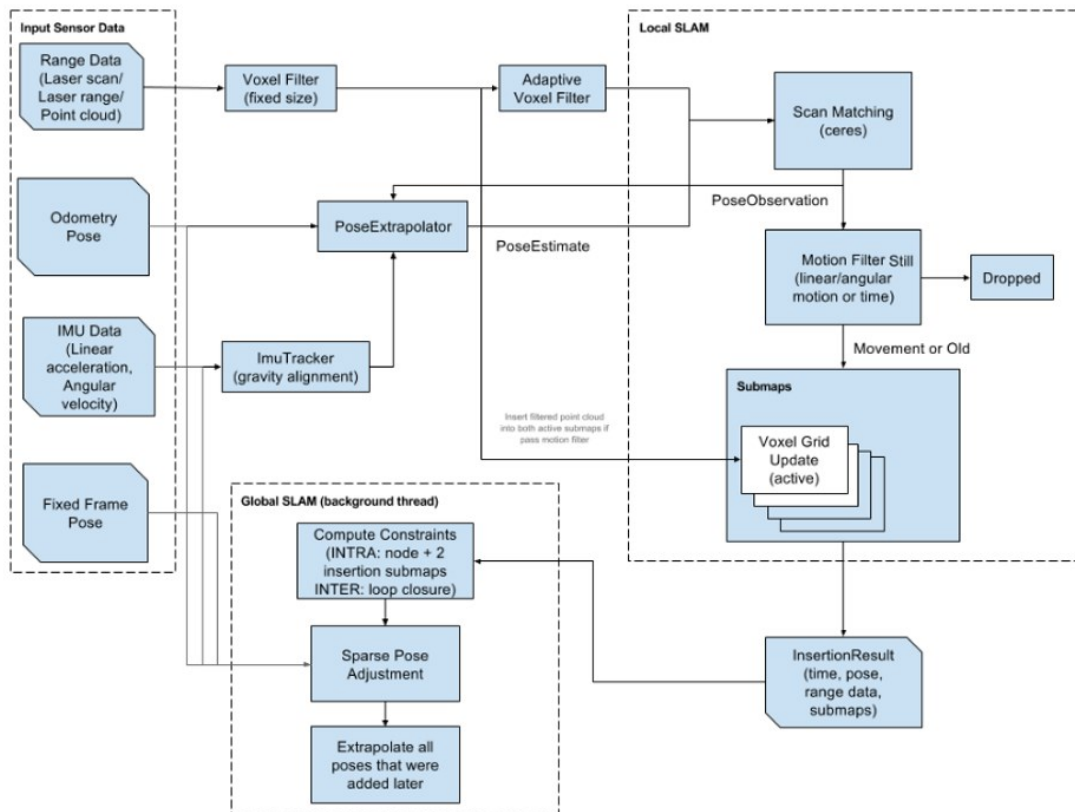 Input Sensor Data
Range Data
(Laser scan/
Laser range/
Point cloud)
Voxel Filter
(fixed size)
Adaptive
Voxel Filter
Local SLAM
Scan Matching
(ceres)
Odometry
Pose
PoseExtrapolator
PoseObservation
PoseEstimate
Motion Filter Still
(linear/angular
motion or time)
Dropped
IMU Data
(Linear
acceleration,
Angular
velocity)
ImuTracker
(gravity alignment)
Movement or Old
Submaps
Insert filtered point cloud
into both active submaps if
pass motion filter
Voxel Grid
Update
(active)
Fixed Frame
Pose
Global SLAM (background thread)
Compute Constraints
(INTRA: node + 2
insertion submaps
INTER: loop closure)
Sparse Pose
Adjustment
Extrapolate all
poses that were
added later
InsertionResult
(time, pose,
range data,
submaps)